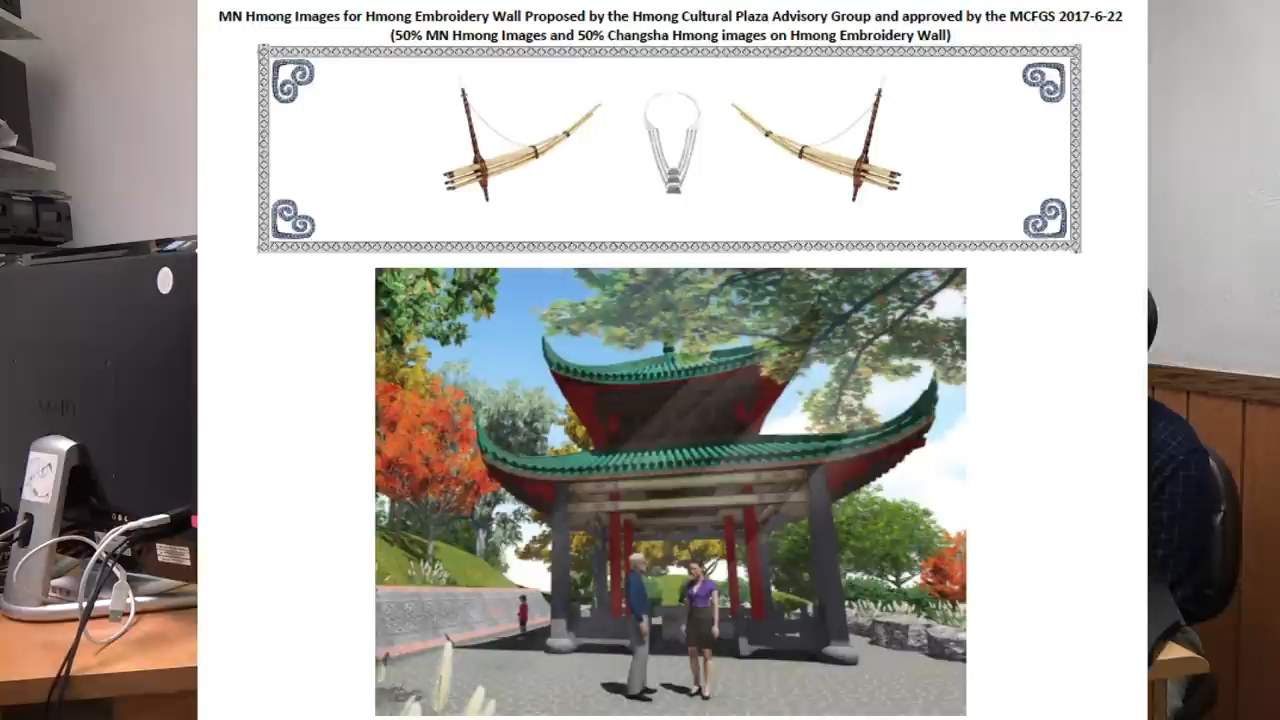 MN Hmong Images for Hmong Embroidery Wall Proposed by the Hmong Cultural Plaza Advisory Group and approved by the MCFGS 2017-6-22
(50% MN Hmong Images and 50% Changsha Hmong images on Hmong Embroidery Wall)